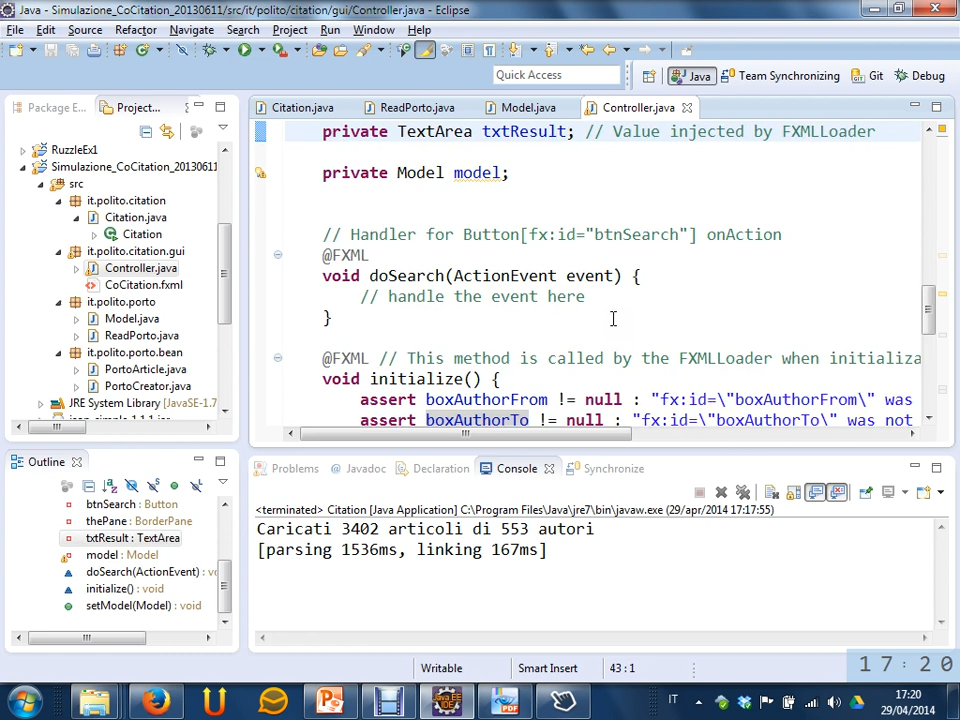 Java - Simulazione_CoCitation_20130611/src/it/polito/citation/gui/Controller.java - Eclipse
File Edit Source Refactor Navigate Search Project Run Window Help
Quick Access
Java Team Synchronizing Git Debug
Package E Project...
RuzzleEx1
Simulazione_CoCitation_20130611
src
it.polito.citation
Citation.java
Citation
it.polito.citation.gui
Controller.java
CoCitation.fxml
it.polito.porto
Model.java
ReadPorto.java
it.polito.porto.bean
PortoArticle.java
PortoCreator.java
JRE System Library [JavaSE-1.7
Citation.java ReadPorto.java Model.java Controller.java
private TextArea txtResult; // Value injected by FXMLLoader
private Model model;
// Handler for Button[fx:id="btnSearch"] onAction
@FXML
void doSearch(ActionEvent event) {
// handle the event here
}
@FXML // This method is called by the FXMLLoader when initializa
void initialize() {
assert boxAuthorFrom != null : "fx:id=\"boxAuthorFrom\" was
assert boxAuthorTo != null : "fx:id=\"boxAuthorTo\" was not
Outline
btnSearch : Button
thePane : BorderPane
txtResult : TextArea
model : Model
doSearch(ActionEvent) : vo
initialize() : void
setModel(Model) : void
Problems Javadoc Declaration Console Synchronize
<terminated> Citation [Java Application] C:\Program Files\Java\jre7\bin\javaw.exe (29/apr/2014 17:17:55)
Caricati 3402 articoli di 553 autori
[parsing 1536ms, linking 167ms]
Writable Smart Insert 43 : 1
17:20
IT
17:20
29/04/2014